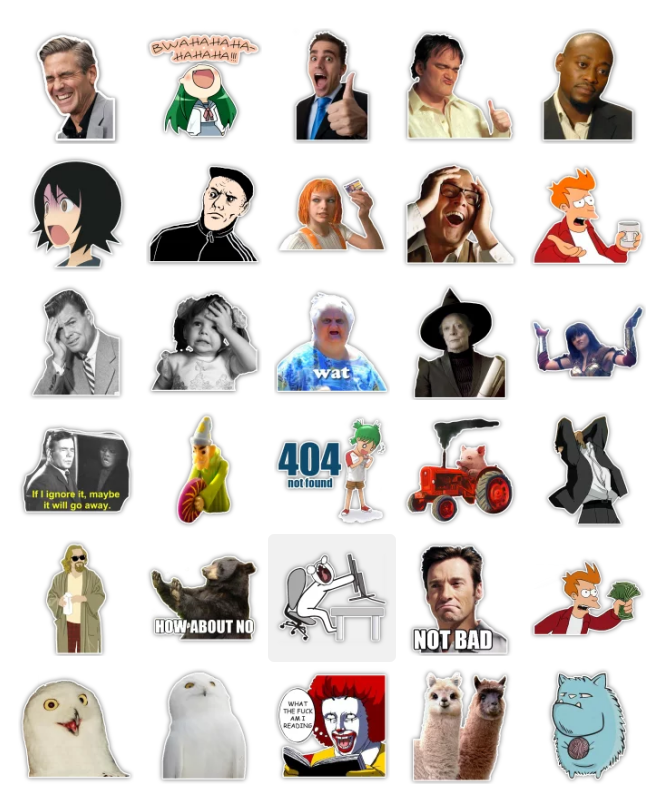 BWAHAHAHA-
HAHAHA!!!
wat
If I ignore it, maybe
it will go away.
404
not found
HOW ABOUT NO
NOT BAD
WHAT
THE FUCK
AM I
READING